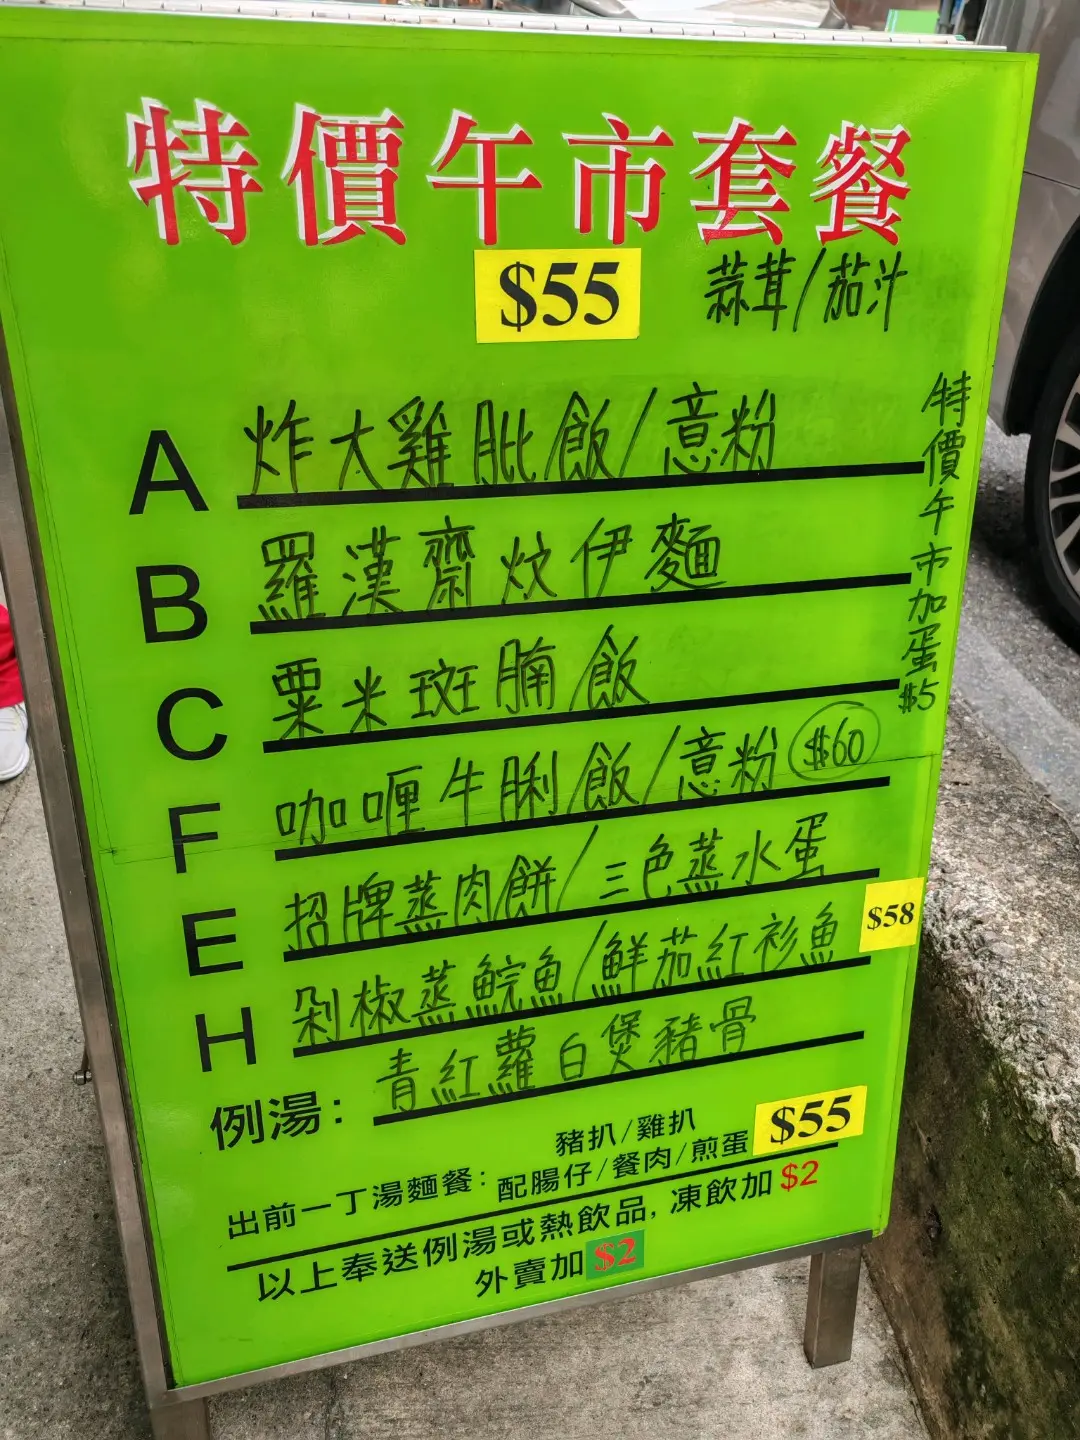 特價午市套餐
$55
蒜茸/茄汁
A 炸大雞肶飯/意粉
B 羅漢齋炆伊麵
C 粟米斑腩飯
F 咖喱牛脷飯/意粉 $60
E 招牌蒸肉餅/三色蒸水蛋
H 剁椒蒸鯇魚/鮮茄紅衫魚 $58
例湯: 青紅蘿白煲豬骨
豬扒/雞扒
出前一丁湯麵餐: 配腸仔/餐肉/煎蛋 $55
以上奉送例湯或熱飲品, 凍飲加$2
外賣加$2
特價午市加蛋$5